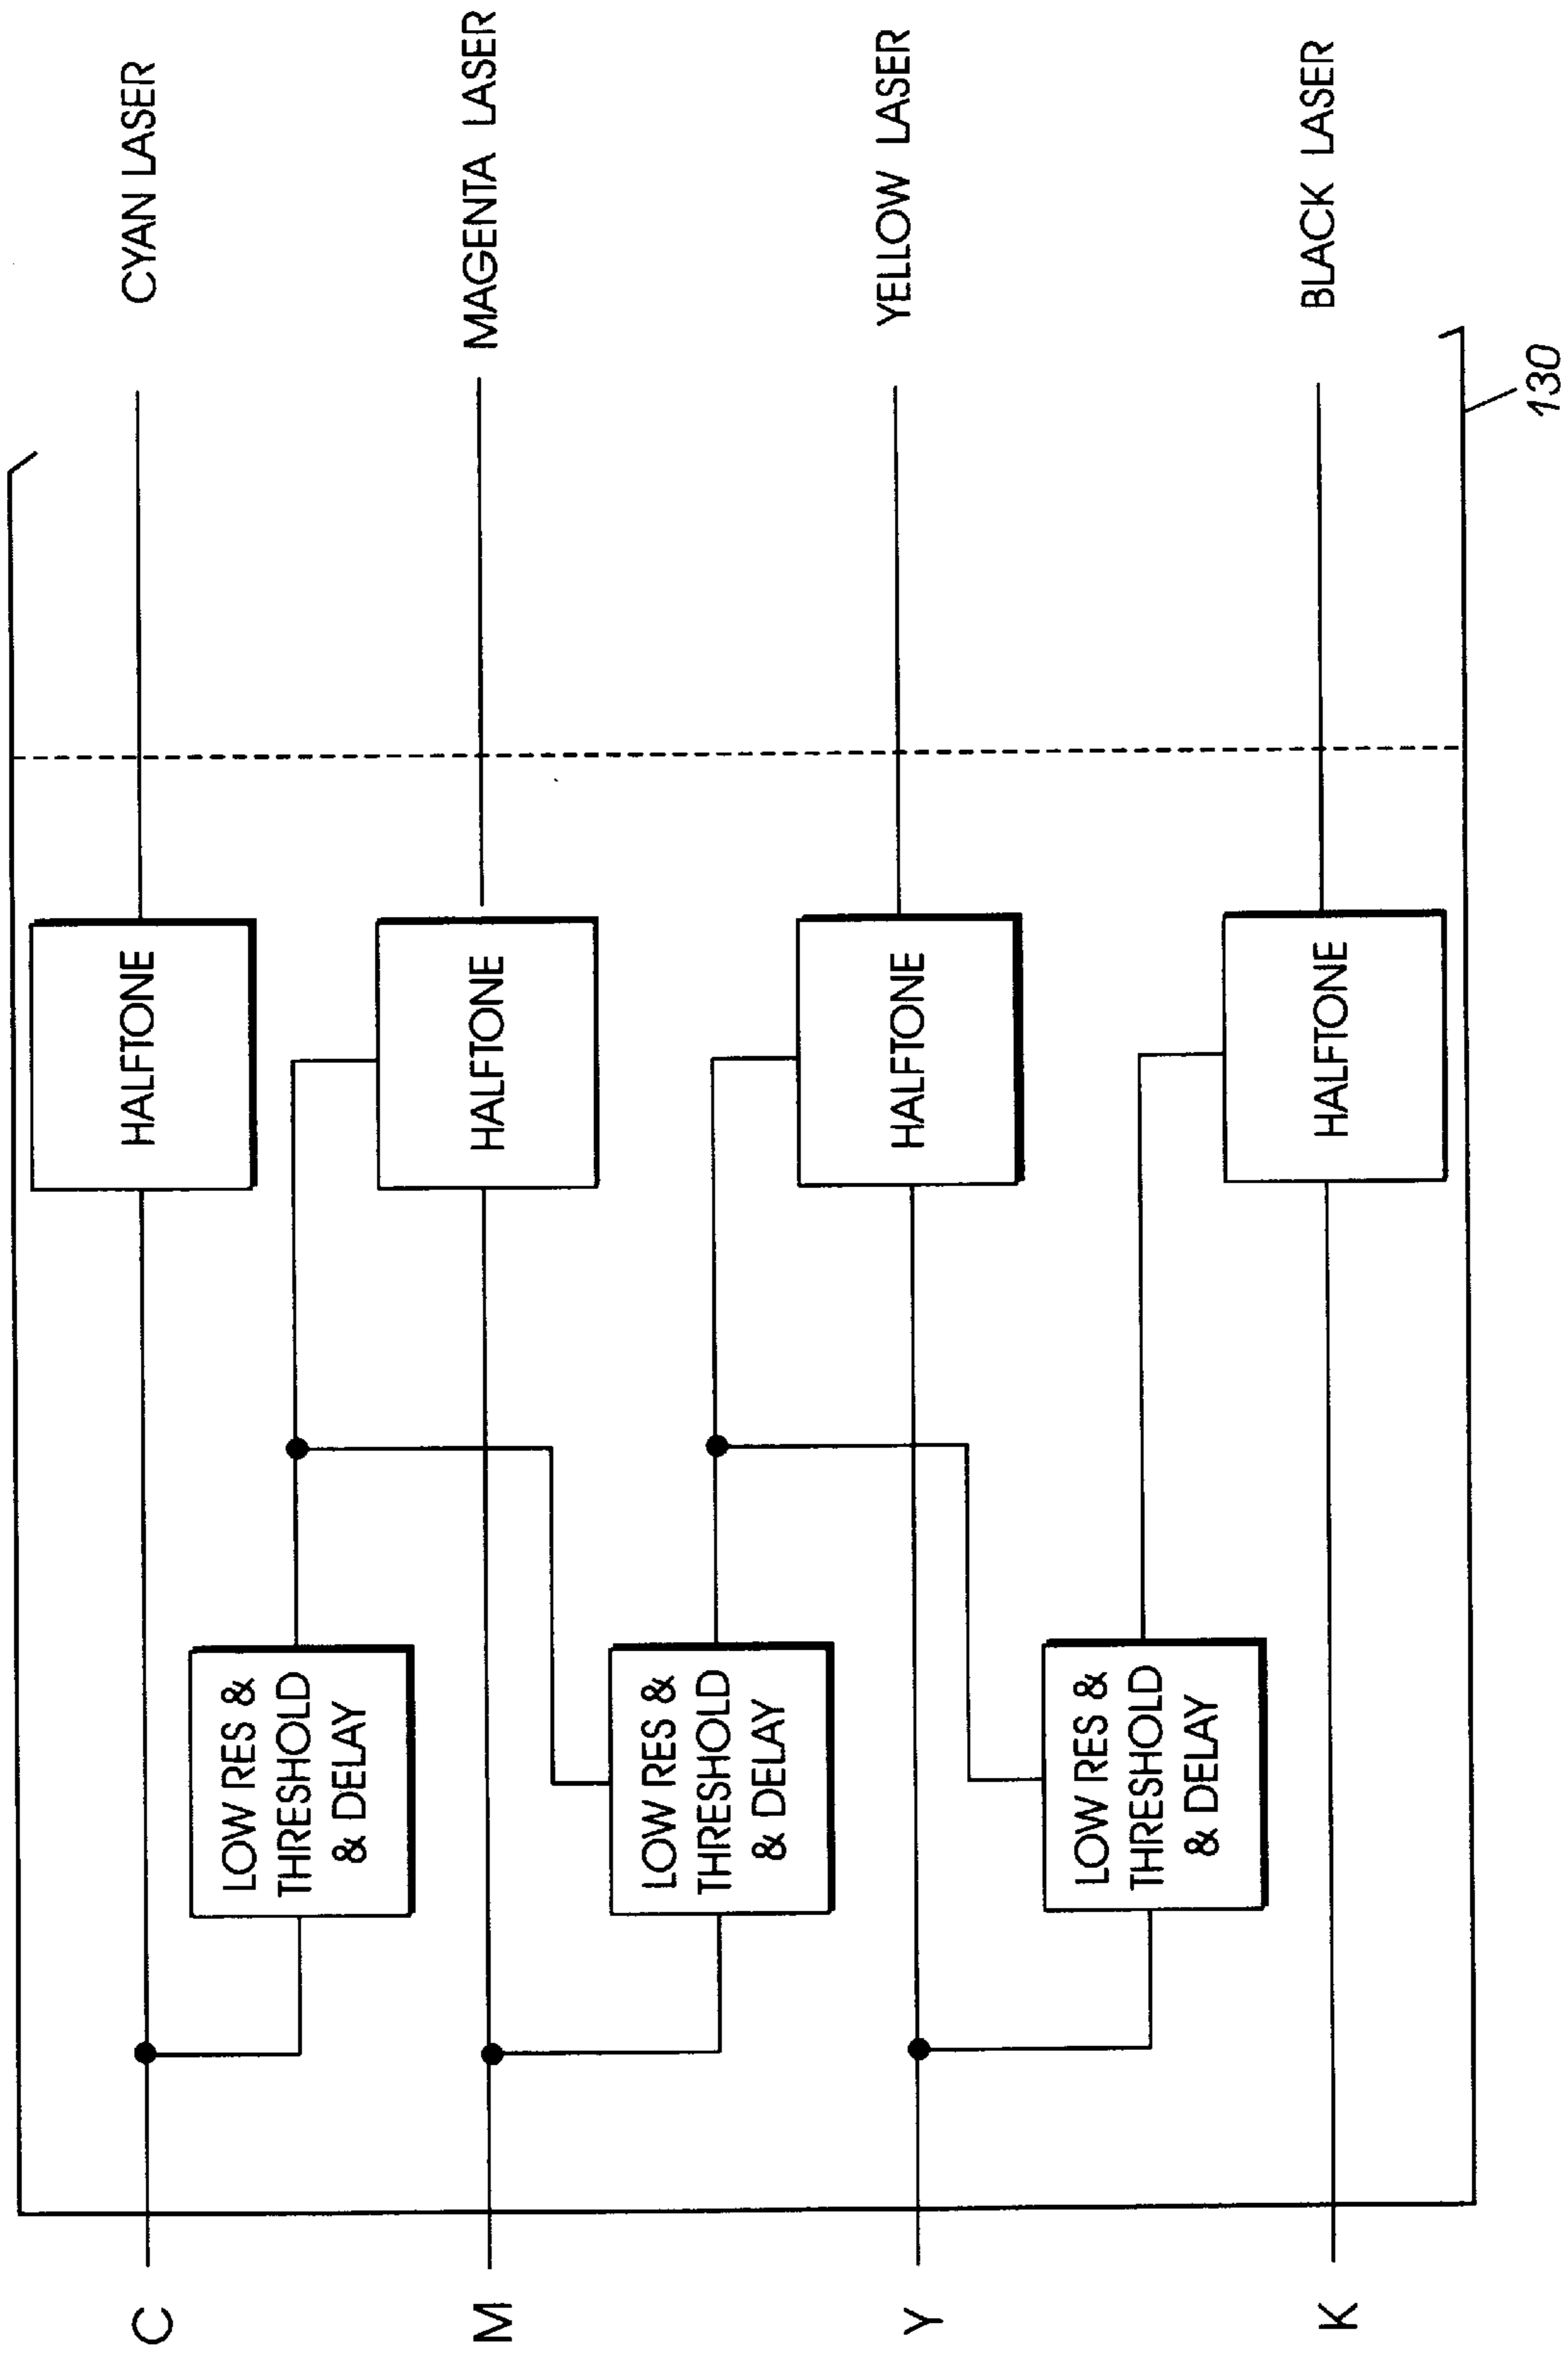 C
HALFTONE
CYAN LASER
LOW RES &
THRESHOLD
& DELAY
M
HALFTONE
MAGENTA LASER
LOW RES &
THRESHOLD
& DELAY
Y
HALFTONE
YELLOW LASER
LOW RES &
THRESHOLD
& DELAY
K
HALFTONE
BLACK LASER
130